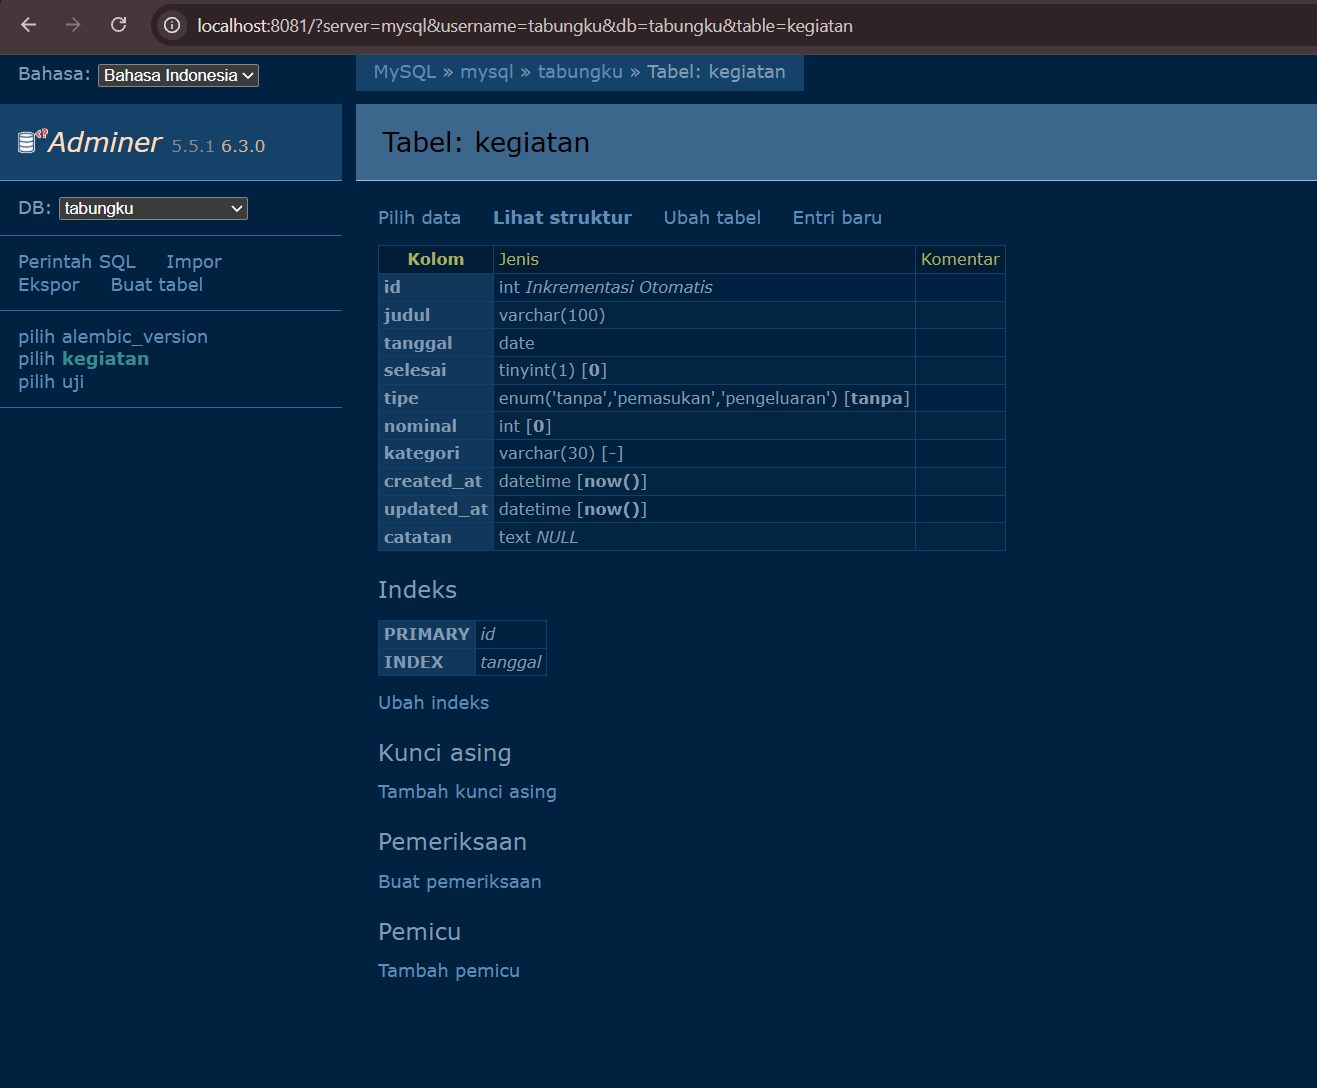 localhost:8081/?server=mysql&username=tabungku&db=tabungku&table=kegiatan
Bahasa: Bahasa Indonesia
MySQL » mysql » tabungku » Tabel: kegiatan
Adminer 5.5.1 6.3.0
Tabel: kegiatan
DB: tabungku
Perintah SQL Impor
Ekspor Buat tabel
pilih alembic_version
pilih kegiatan
pilih uji
Pilih data Lihat struktur Ubah tabel Entri baru
Kolom Jenis Komentar
id int Inkrementasi Otomatis
judul varchar(100)
tanggal date
selesai tinyint(1) [0]
tipe enum('tanpa','pemasukan','pengeluaran') [tanpa]
nominal int [0]
kategori varchar(30) [-]
created_at datetime [now()]
updated_at datetime [now()]
catatan text NULL
Indeks
PRIMARY id
INDEX tanggal
Ubah indeks
Kunci asing
Tambah kunci asing
Pemeriksaan
Buat pemeriksaan
Pemicu
Tambah pemicu